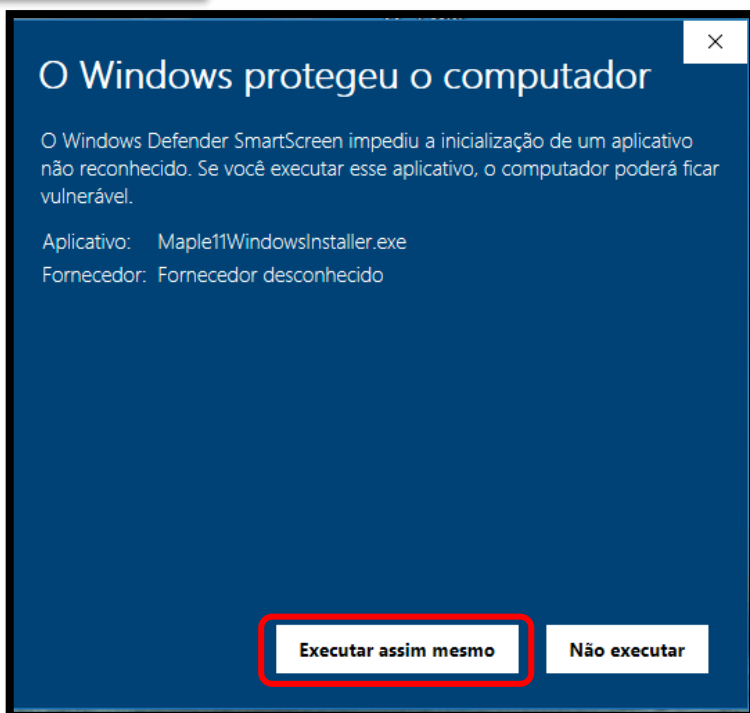 O Windows protegeu o computador
O Windows Defender SmartScreen impediu a inicialização de um aplicativo
não reconhecido. Se você executar esse aplicativo, o computador poderá ficar
vulnerável.
Aplicativo: Maple11WindowsInstaller.exe
Fornecedor: Fornecedor desconhecido
Executar assim mesmo Não executar